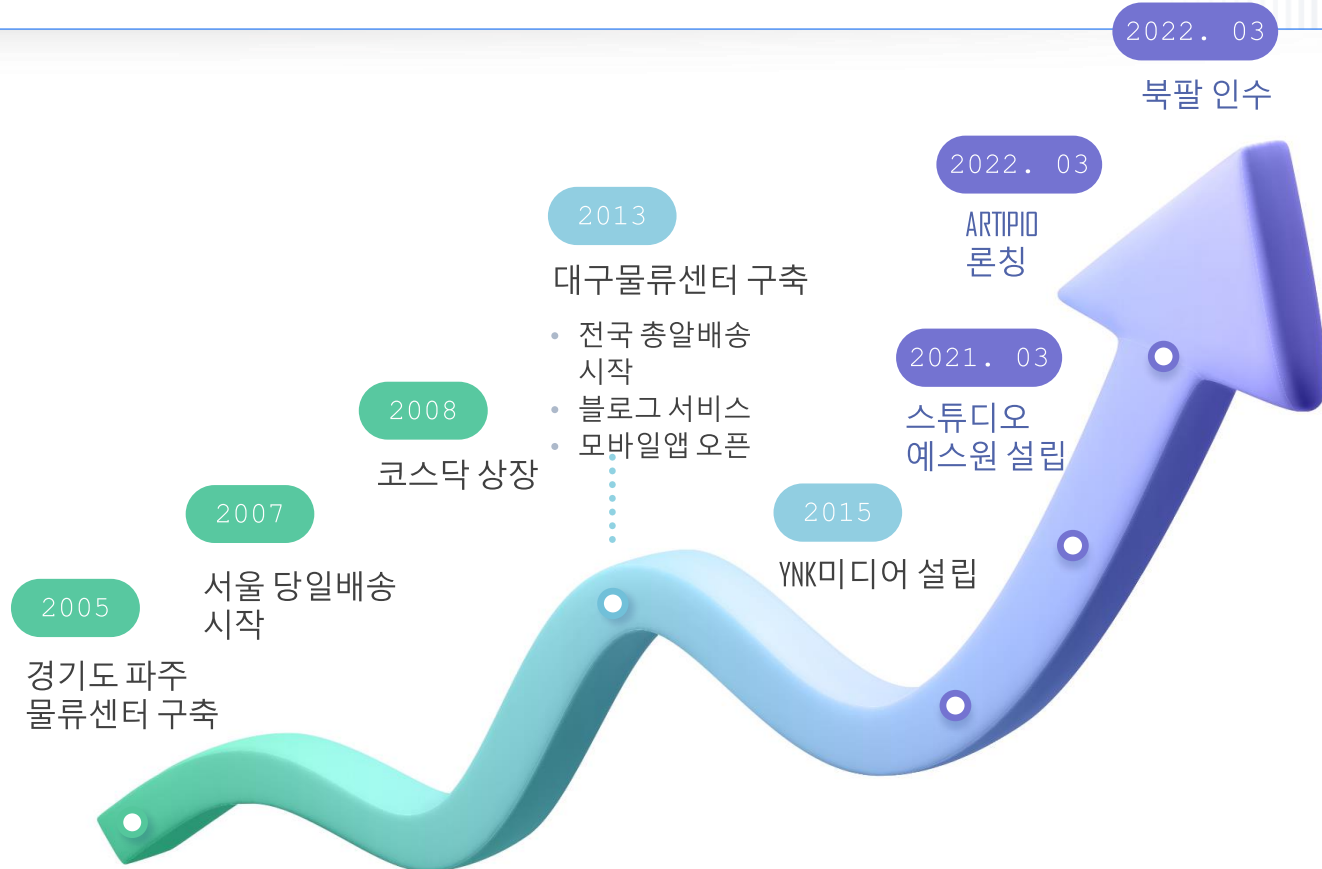 2005
경기도 파주
물류센터 구축
2007
서울 당일배송
시작
2008
코스닥 상장
2013
대구물류센터 구축
• 전국 총알배송
시작
• 블로그 서비스
• 모바일앱 오픈
2015
YNK미디어 설립
2021. 03
스튜디오
예스원 설립
2022. 03
ARTIPIO
론칭
2022. 03
북팔 인수